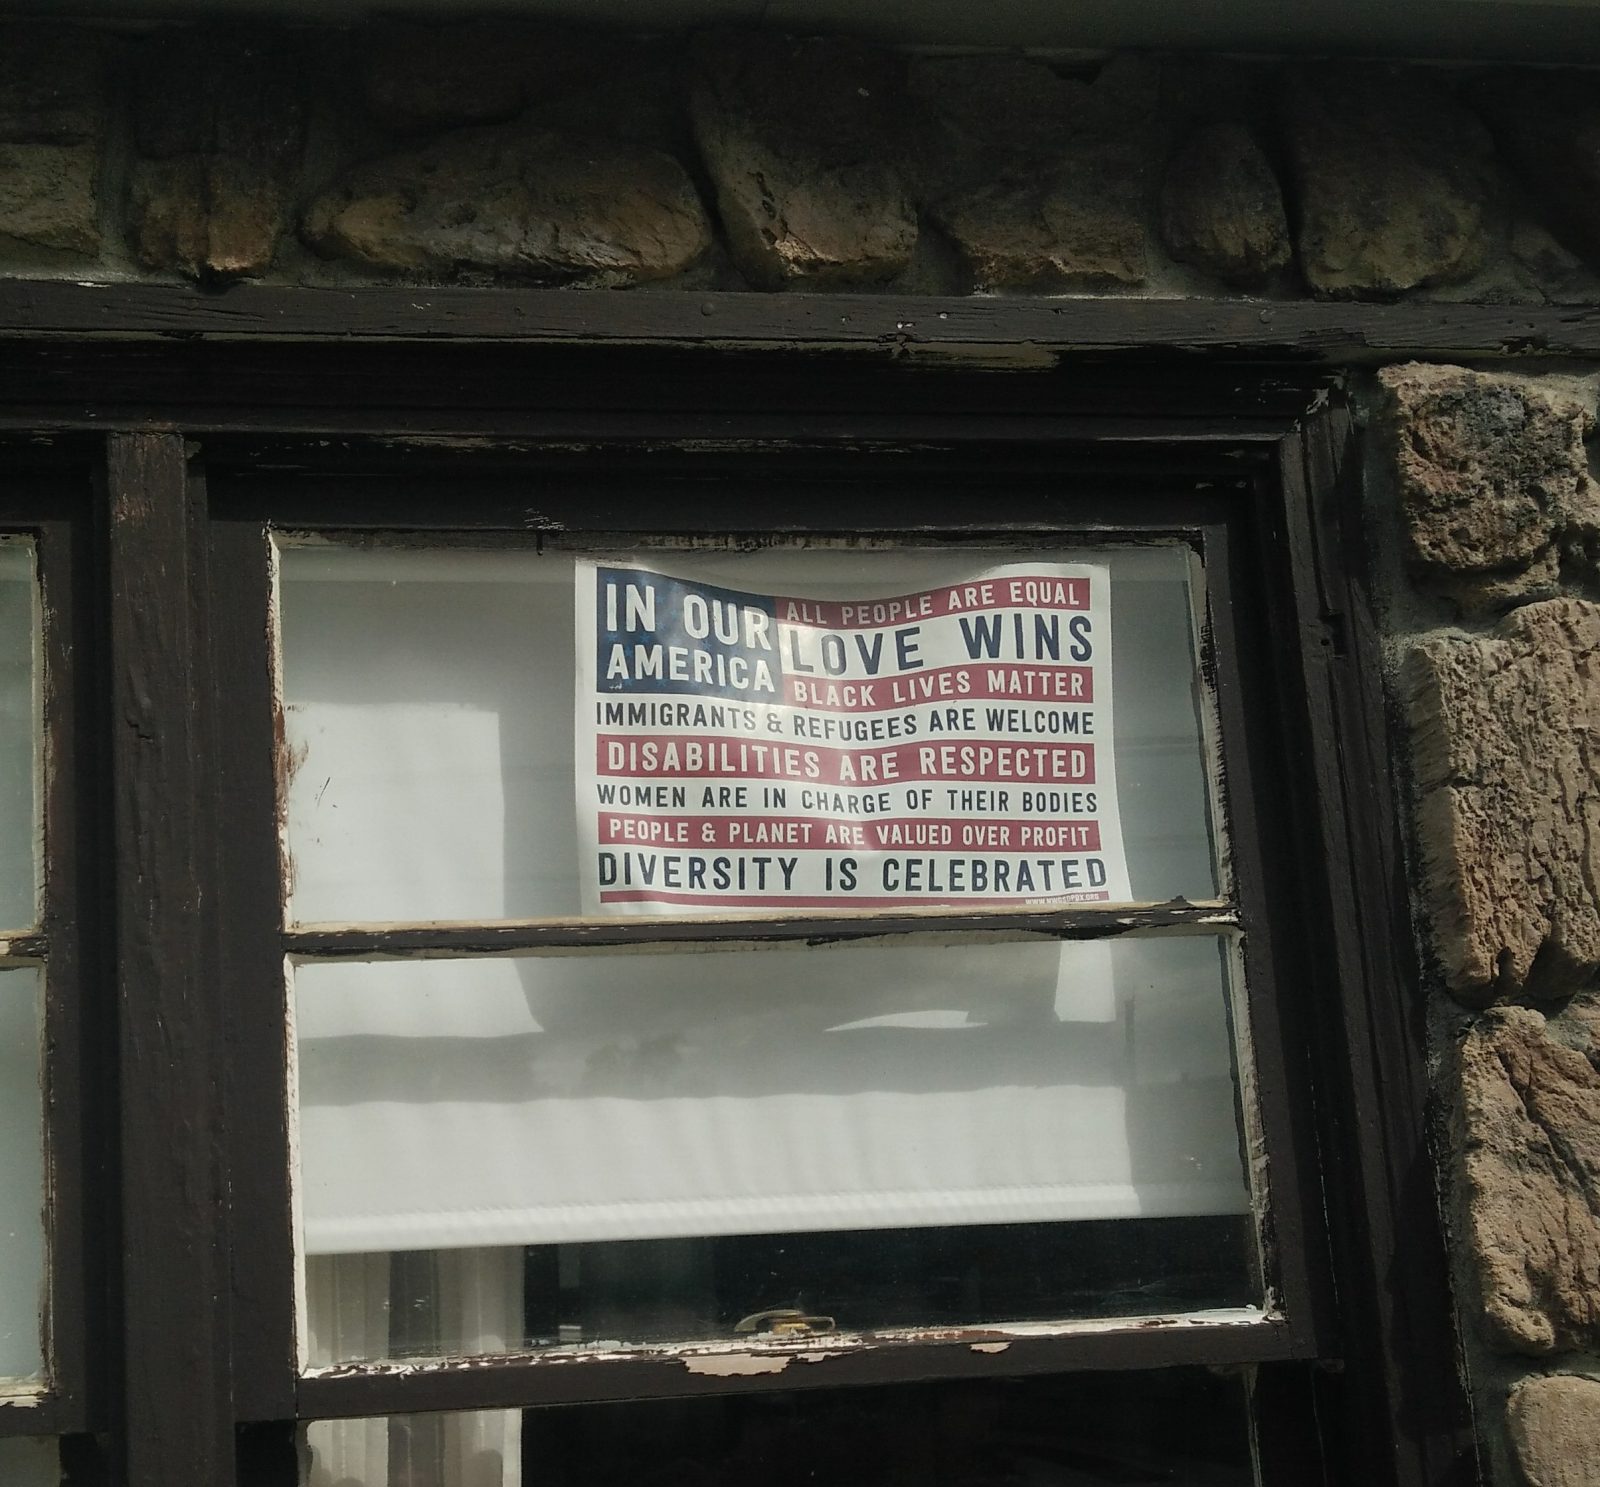 IN OUR
AMERICA
ALL PEOPLE ARE EQUAL
LOVE WINS
BLACK LIVES MATTER
IMMIGRANTS & REFUGEES ARE WELCOME
DISABILITIES ARE RESPECTED
WOMEN ARE IN CHARGE OF THEIR BODIES
PEOPLE & PLANET ARE VALUED OVER PROFIT
DIVERSITY IS CELEBRATED